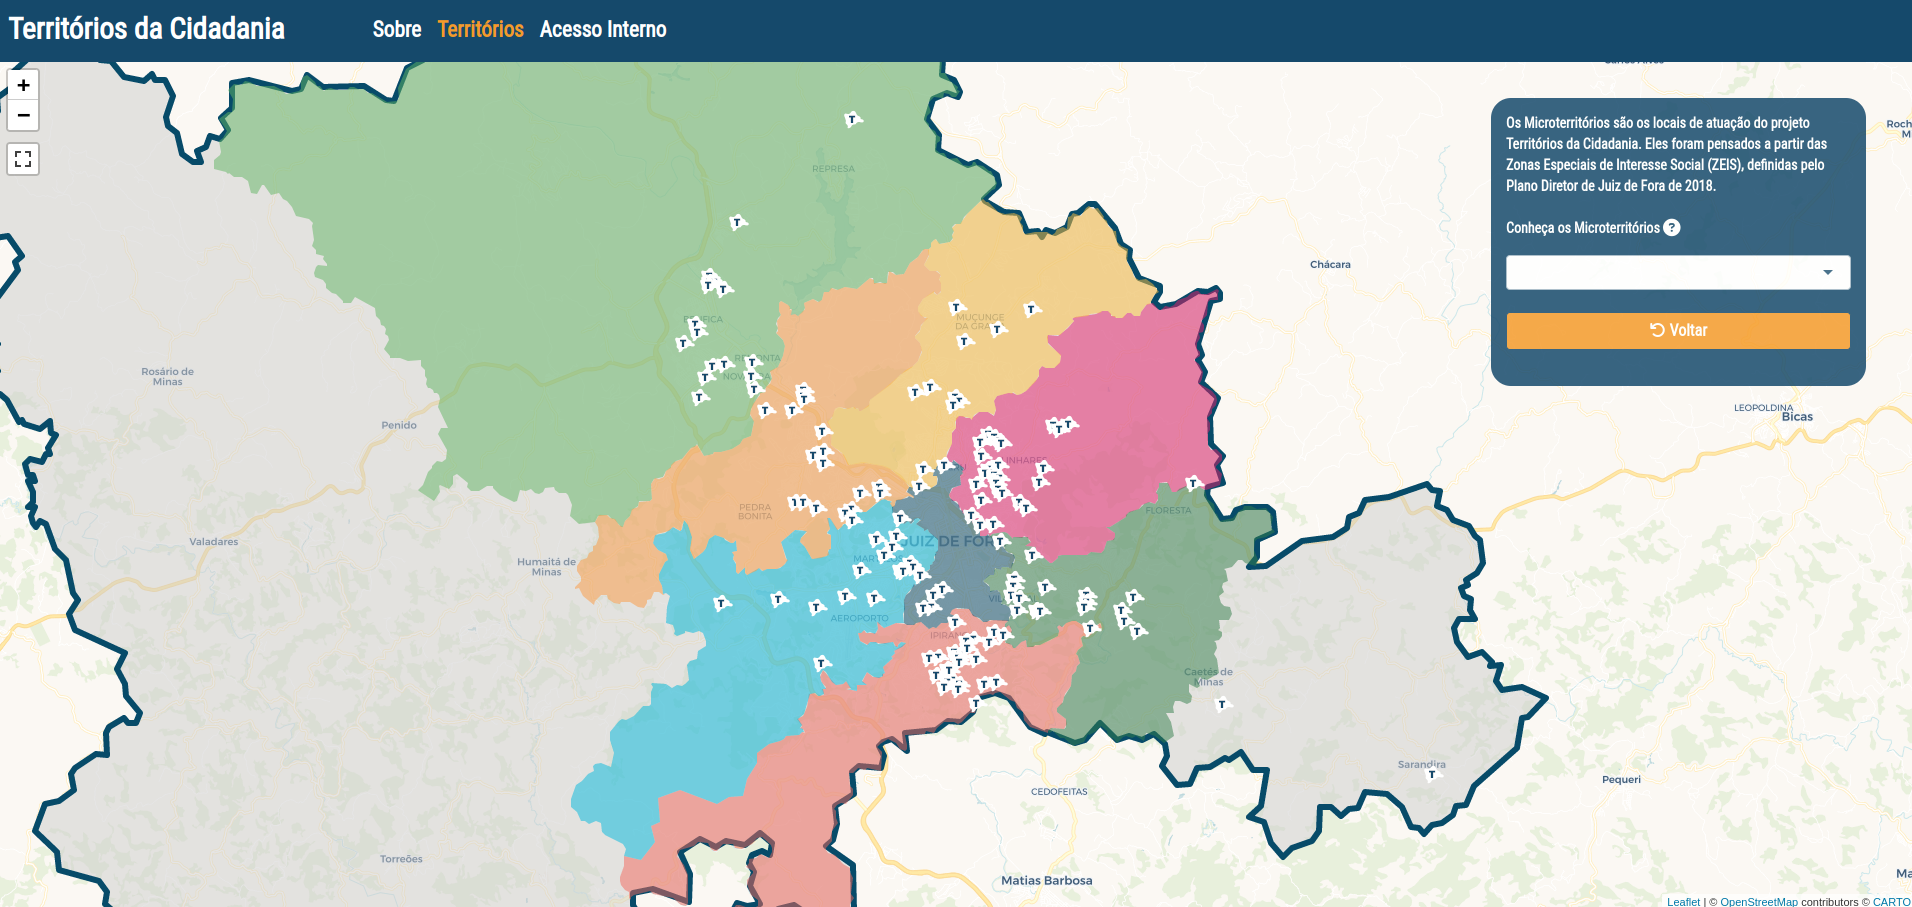 Territórios da Cidadania
Sobre
Territórios
Acesso Interno
+
−
Os Microterritórios são os locais de atuação do projeto
Territórios da Cidadania. Eles foram pensados a partir das
Zonas Especiais de Interesse Social (ZEIS), definidas pelo
Plano Diretor de Juiz de Fora de 2018.
Conheça os Microterritórios ?
Voltar
REPRESA
Chácara
Rosário de
Minas
Penido
LEOPOLDINA
Bicas
PEDRA
BONITA
FLORESTA
Valadares
Humaitá de
Minas
JUIZ DE FOR
AEROPORTO
Caetés de
Minas
Sarandira
Pequeri
CEDOFEITAS
Torreões
Matias Barbosa
Leaflet | © OpenStreetMap contributors © CARTO